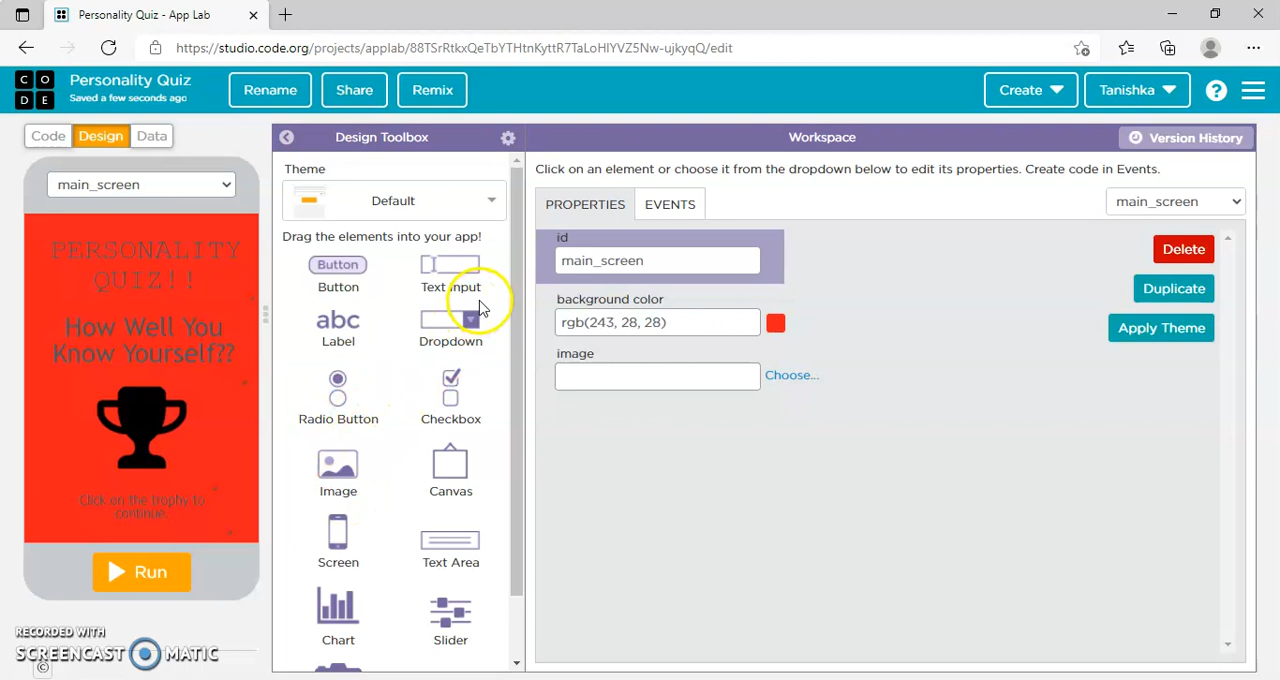 Personality Quiz - App Lab
https://studio.code.org/projects/applab/88TSrRtkxQeTbYTHtnKyttR7TaLoHlYVZ5Nw-ujkyqQ/edit
C O
D E
Personality Quiz
Saved a few seconds ago
Rename
Share
Remix
Create
Tanishka
?
Code
Design
Data
Design Toolbox
Workspace
Version History
main_screen
PERSONALITY
QUIZ!!
How Well You
Know Yourself??
Click on the trophy to
continue.
Run
Theme
Default
Drag the elements into your app!
Button
Button
Text Input
abc
Label
Dropdown
Radio Button
Checkbox
Image
Canvas
Screen
Text Area
Chart
Slider
Click on an element or choose it from the dropdown below to edit its properties. Create code in Events.
PROPERTIES
EVENTS
main_screen
id
main_screen
Delete
Duplicate
background color
rgb(243, 28, 28)
Apply Theme
image
Choose...
RECORDED WITH
SCREENCAST MATIC
©